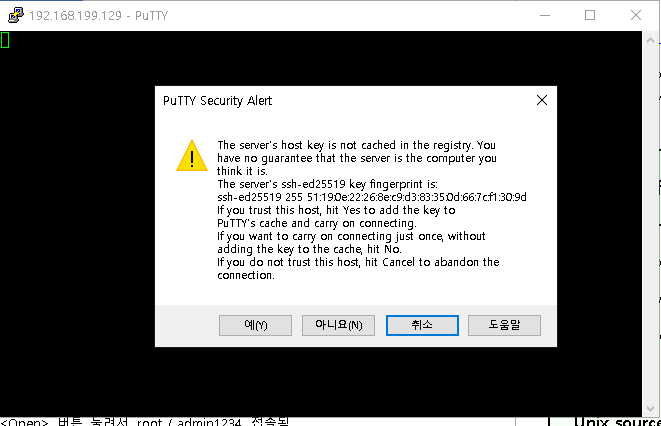 192.168.199.129 - PuTTY
PuTTY Security Alert
The server's host key is not cached in the registry. You
have no guarantee that the server is the computer you
think it is.
The server's ssh-ed25519 key fingerprint is:
ssh-ed25519 255 51:19:0e:22:26:8e:c9:d3:83:35:0d:66:7c:f1:30:9d
If you trust this host, hit Yes to add the key to
PuTTY's cache and carry on connecting.
If you want to carry on connecting just once, without
adding the key to the cache, hit No.
If you do not trust this host, hit Cancel to abandon the
connection.
예(Y) 아니요(N) 취소 도움말
<Open> 버튼 눌러서 root / admin1234 접속됨
Unix source